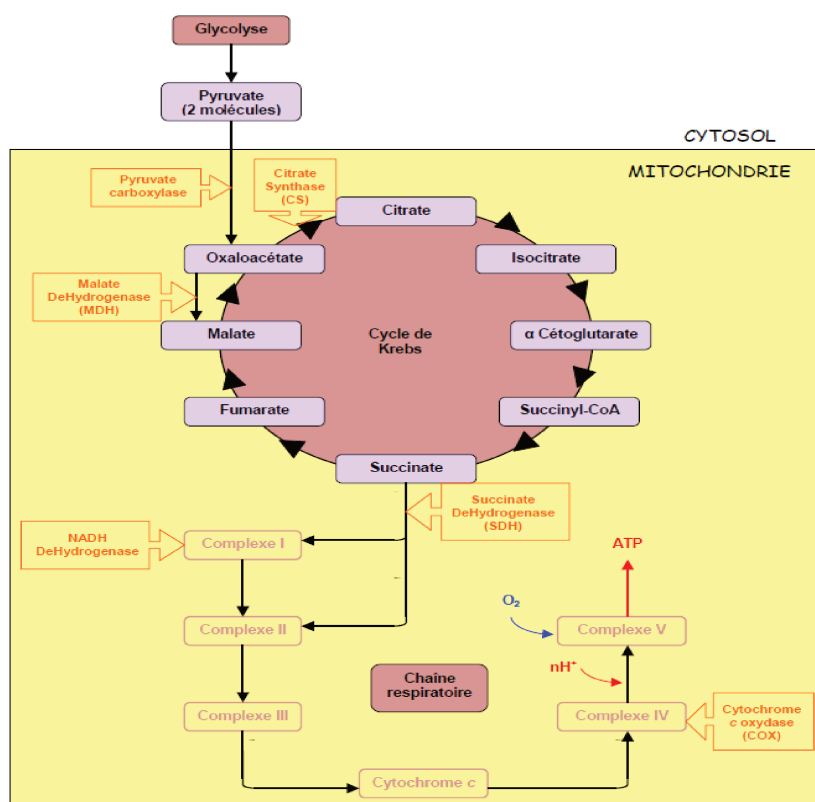 Glycolyse
Pyruvate
(2 molécules)
CYTOSOL
MITOCHONDRIE
Pyruvate
carboxylase
Citrate
Synthase
(CS)
Citrate
Oxaloacétate
Isocitrate
Malate
DeHydrogenase
(MDH)
Malate
Cycle de
Krebs
α Cétoglutarate
Fumarate
Succinyl-CoA
Succinate
Succinate
DeHydrogenase
(SDH)
NADH
DeHydrogenase
Complexe I
ATP
O₂
Complexe II
Complexe V
Chaîne
respiratoire
nH⁺
Complexe III
Complexe IV
Cytochrome
c oxydase
(COX)
Cytochrome c